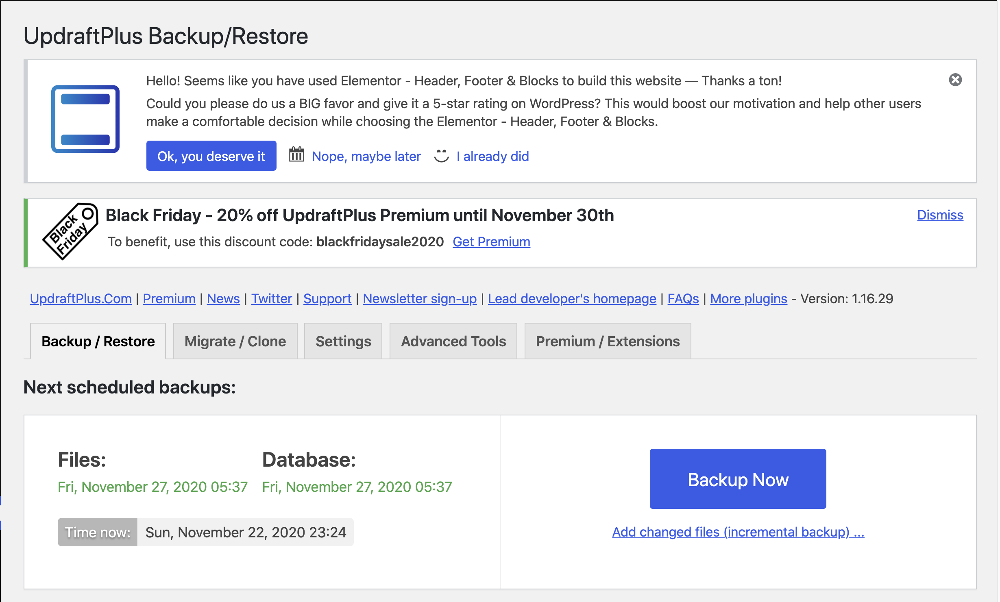 UpdraftPlus Backup/Restore
Hello! Seems like you have used Elementor - Header, Footer & Blocks to build this website — Thanks a ton!
Could you please do us a BIG favor and give it a 5-star rating on WordPress? This would boost our motivation and help other users
make a comfortable decision while choosing the Elementor - Header, Footer & Blocks.
Ok, you deserve it Nope, maybe later I already did
Black
Friday
Black Friday - 20% off UpdraftPlus Premium until November 30th
Dismiss
To benefit, use this discount code: blackfridaysale2020 Get Premium
UpdraftPlus.Com | Premium | News | Twitter | Support | Newsletter sign-up | Lead developer's homepage | FAQs | More plugins - Version: 1.16.29
Backup / Restore Migrate / Clone Settings Advanced Tools Premium / Extensions
Next scheduled backups:
Files:
Fri, November 27, 2020 05:37
Database:
Fri, November 27, 2020 05:37
Time now: Sun, November 22, 2020 23:24
Backup Now
Add changed files (incremental backup) ...